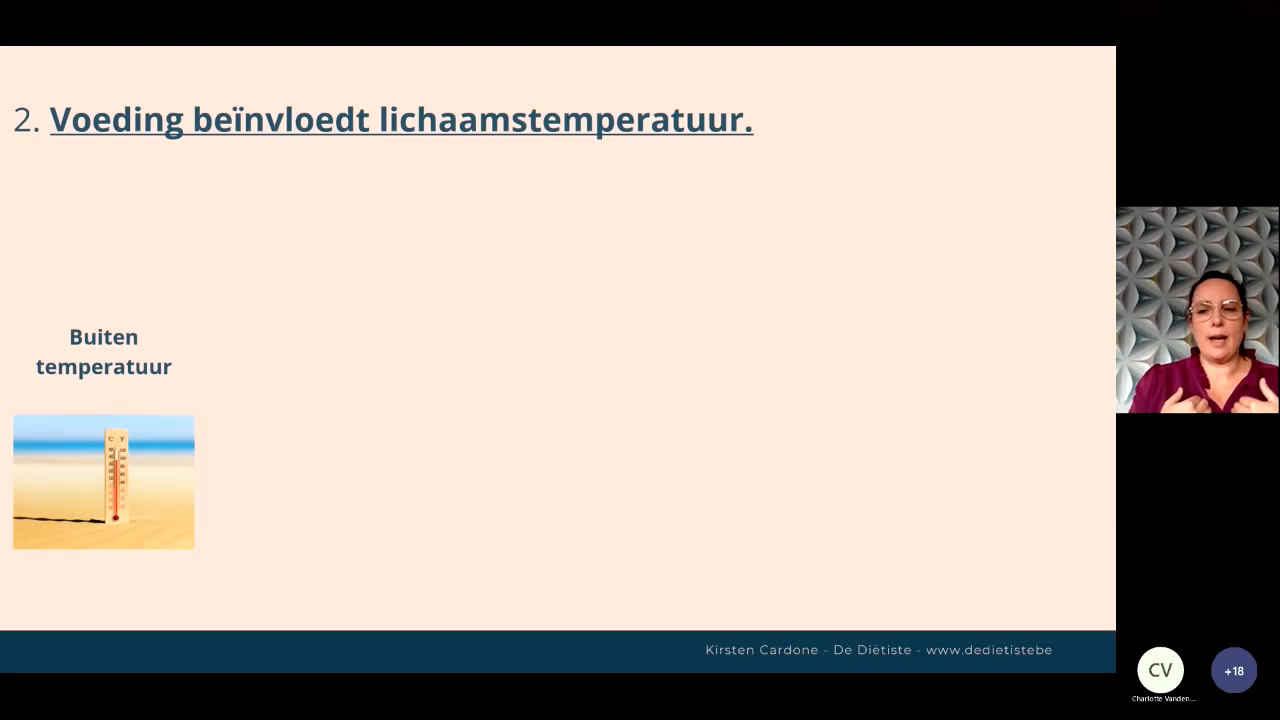 2. Voeding beïnvloedt lichaamstemperatuur.
Buiten
temperatuur
°C °F
Kirsten Cardone - De Diëtiste - www.dedietistebe
CV
+18
Charlotte Vanden...